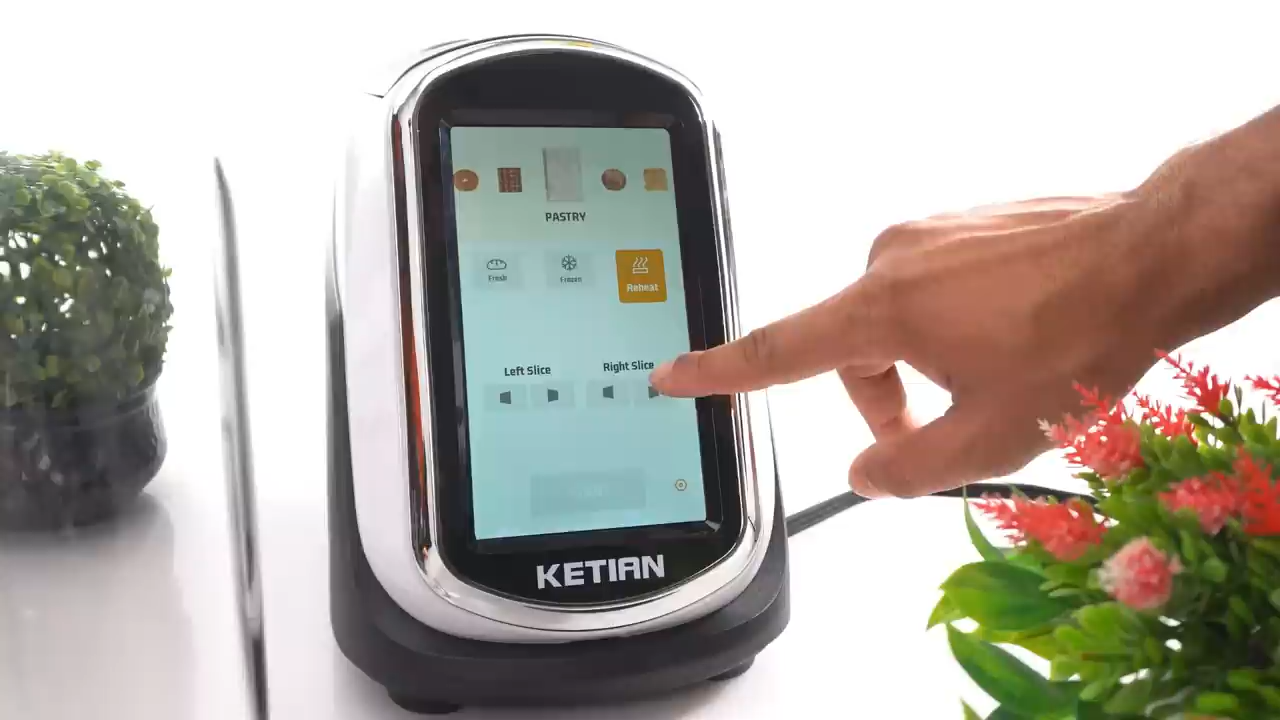 PASTRY
Fresh
Frozen
Reheat
Left Slice
Right Slice
KETIAN